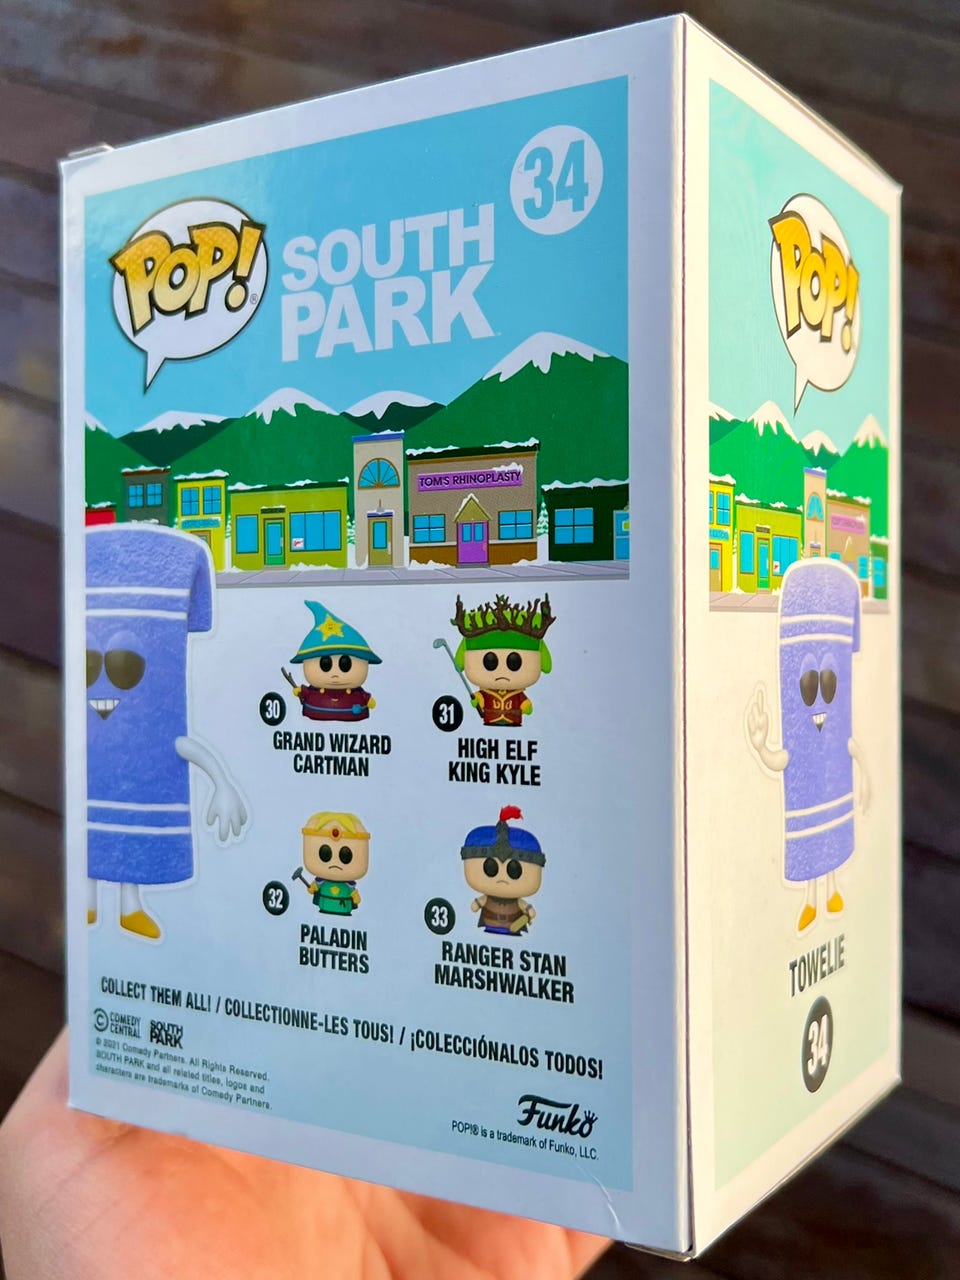 34
POP!®
SOUTH
PARK
TOM'S RHINOPLASTY
30
GRAND WIZARD
CARTMAN
31
HIGH ELF
KING KYLE
32
PALADIN
BUTTERS
33
RANGER STAN
MARSHWALKER
COLLECT THEM ALL! / COLLECTIONNE-LES TOUS! / ¡COLECCIÓNALOS TODOS!
COMEDY
CENTRAL
SOUTH
PARK
© 2021 Comedy Partners. All Rights Reserved.
SOUTH PARK and all related titles, logos and
characters are trademarks of Comedy Partners.
Funko
POP!® is a trademark of Funko, LLC.
POP!
TOWELIE
34